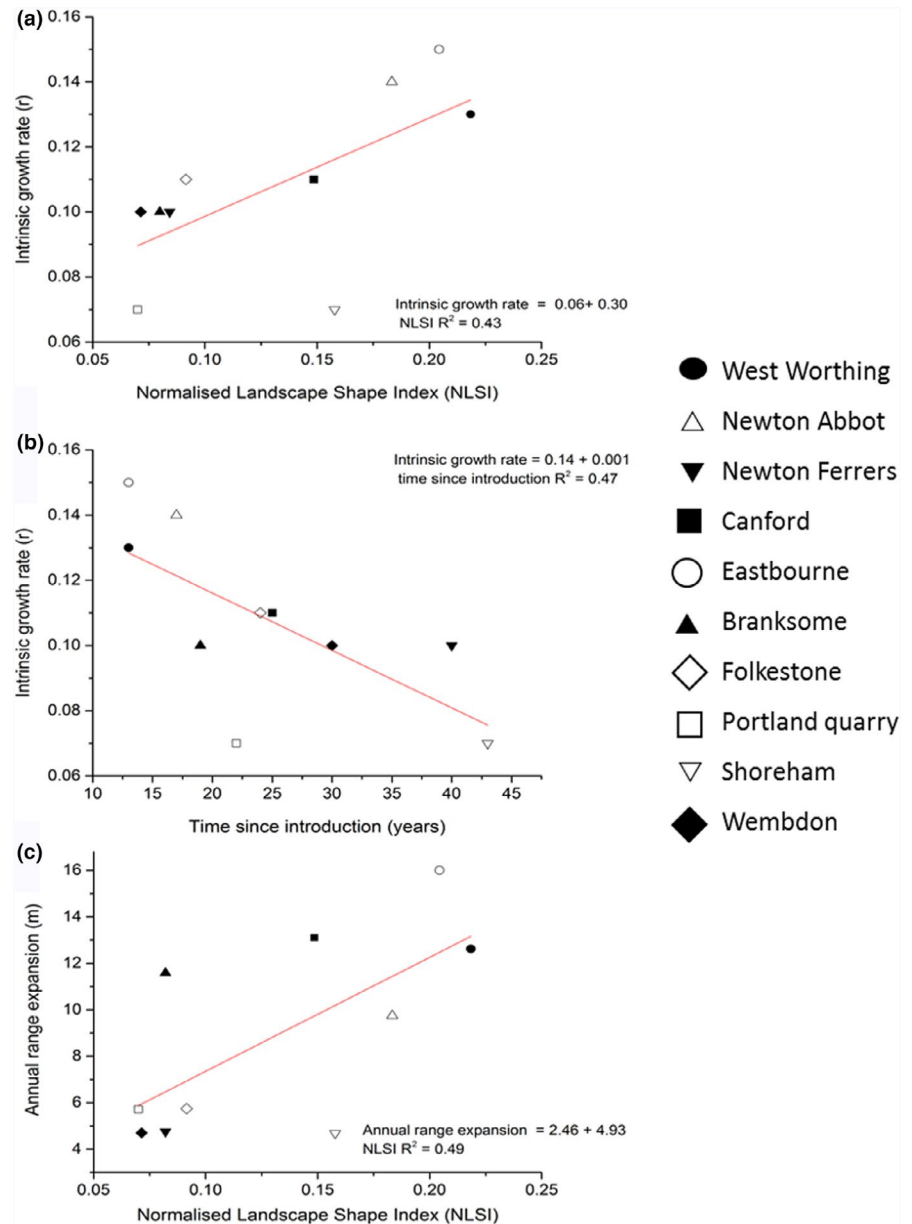 (a)
0.16
0.14
0.12
0.10
0.08
0.06
Intrinsic growth rate (r)
Intrinsic growth rate = 0.06+ 0.30
NLSI R² = 0.43
0.05 0.10 0.15 0.20 0.25
Normalised Landscape Shape Index (NLSI)
(b)
0.16
0.14
0.12
0.10
0.08
0.06
Intrinsic growth rate (r)
Intrinsic growth rate = 0.14 + 0.001
time since introduction R² = 0.47
10 15 20 25 30 35 40 45
Time since introduction (years)
(c)
16
14
12
10
8
6
4
Annual range expansion (m)
Annual range expansion = 2.46 + 4.93
NLSI R² = 0.49
0.05 0.10 0.15 0.20 0.25
Normalised Landscape Shape Index (NLSI)
West Worthing
Newton Abbot
Newton Ferrers
Canford
Eastbourne
Branksome
Folkestone
Portland quarry
Shoreham
Wembdon